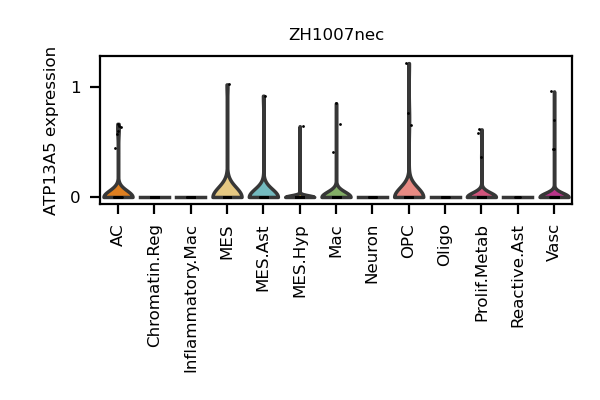 ZH1007nec
ATP13A5 expression
1
0
AC
Chromatin.Reg
Inflammatory.Mac
MES
MES.Ast
MES.Hyp
Mac
Neuron
OPC
Oligo
Prolif.Metab
Reactive.Ast
Vasc